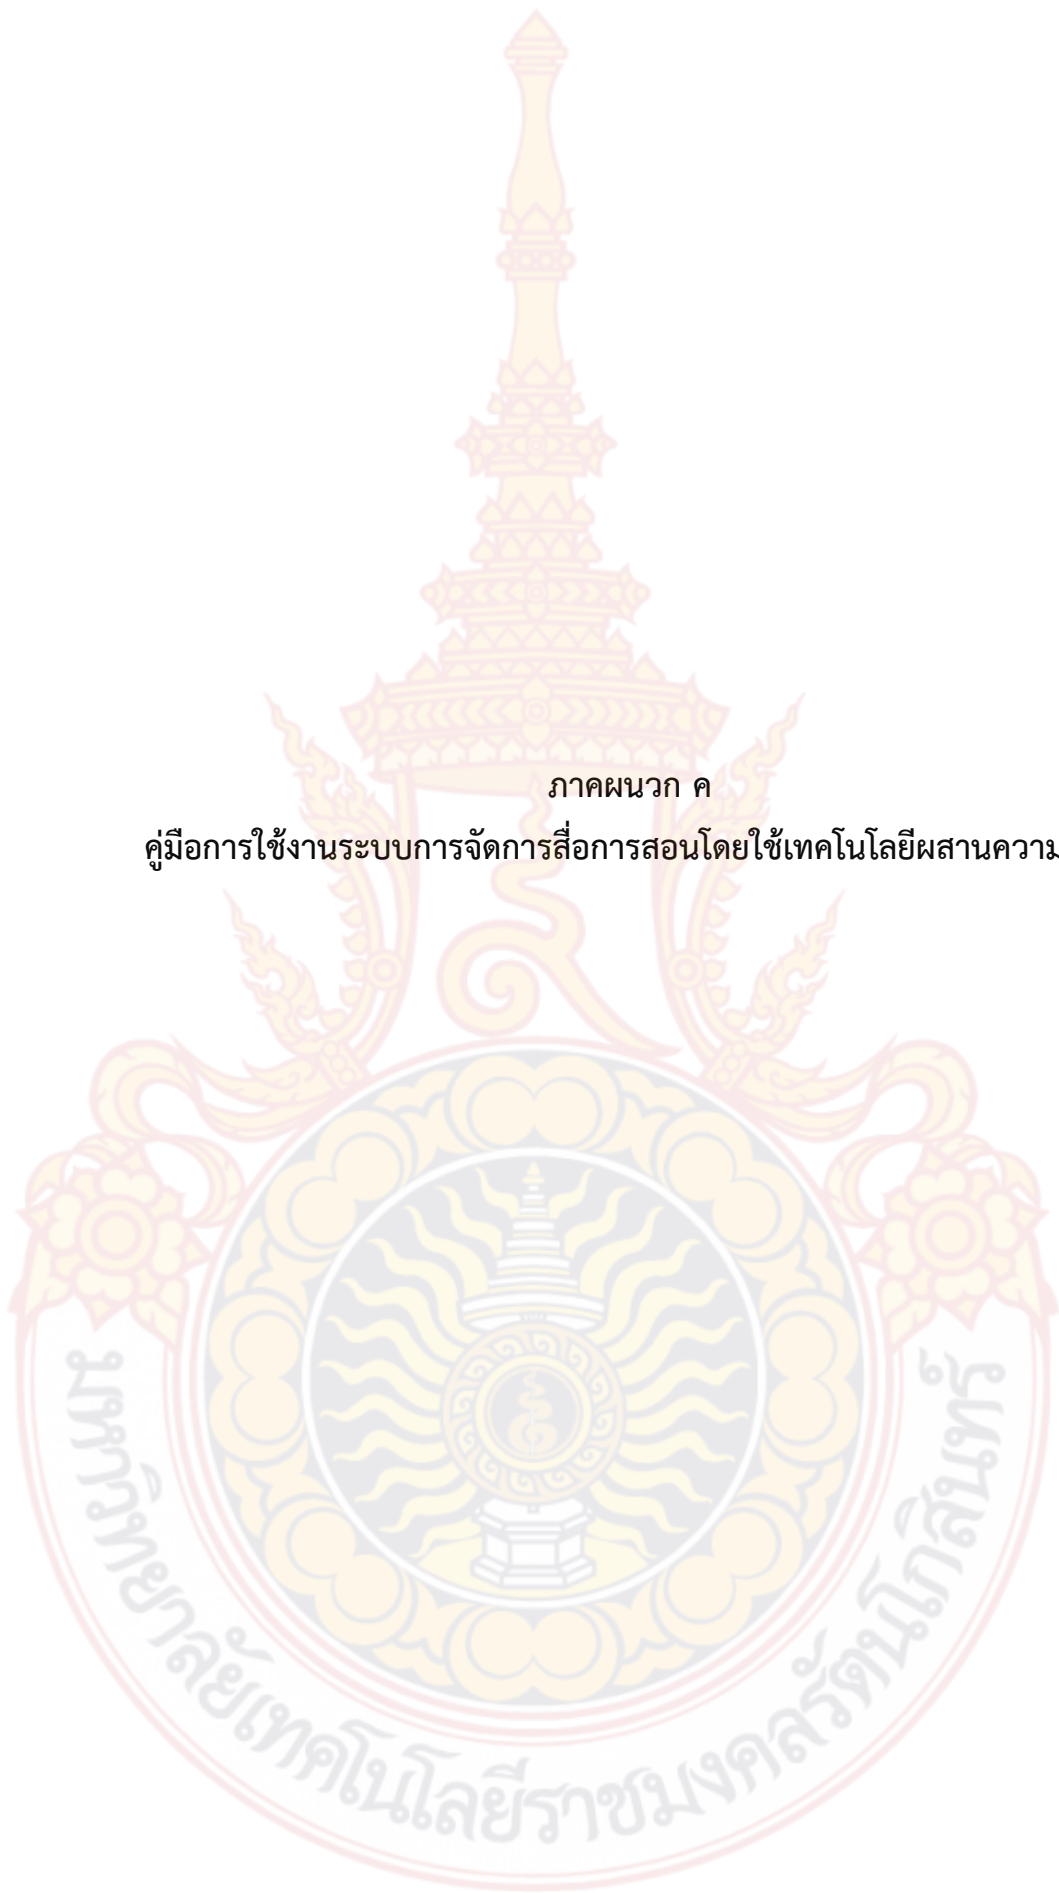 ภาคผนวก ค
คู่มือการใช้งานระบบการจัดการสื่อการสอนโดยใช้เทคโนโลยีผสานความ
มหาวิทยาลัยเทคโนโลยีราชมงคลรัตนโกสินทร์